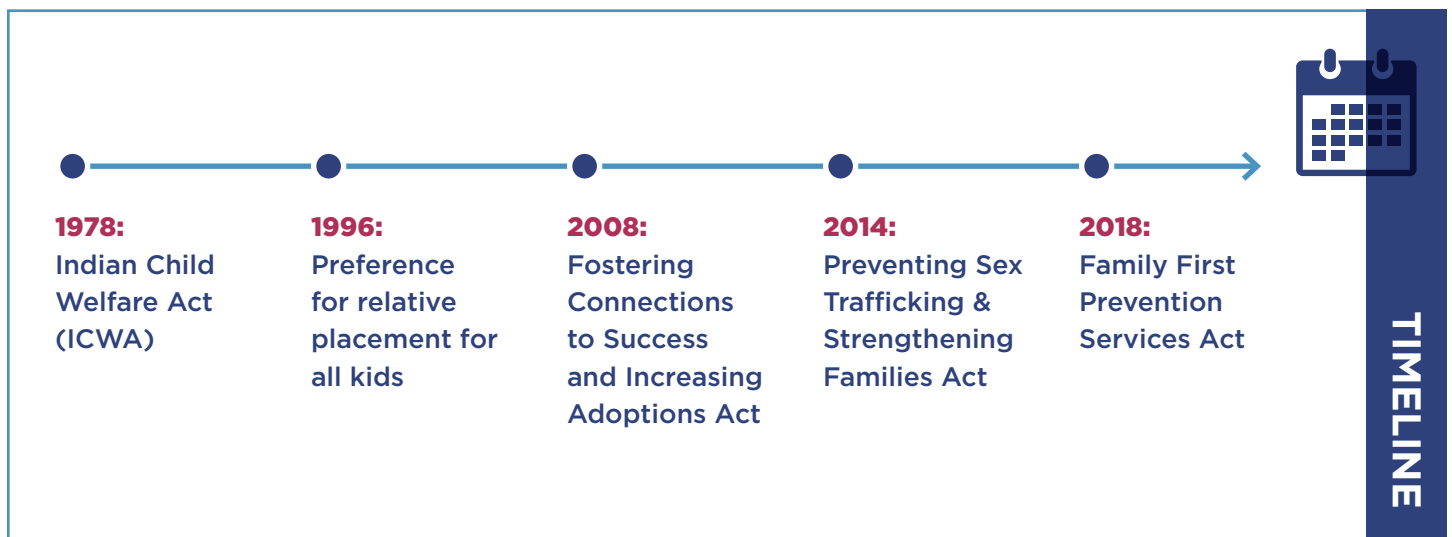 1978:
Indian Child
Welfare Act
(ICWA)
1996:
Preference
for relative
placement for
all kids
2008:
Fostering
Connections
to Success
and Increasing
Adoptions Act
2014:
Preventing Sex
Trafficking &
Strengthening
Families Act
2018:
Family First
Prevention
Services Act
TIMELINE